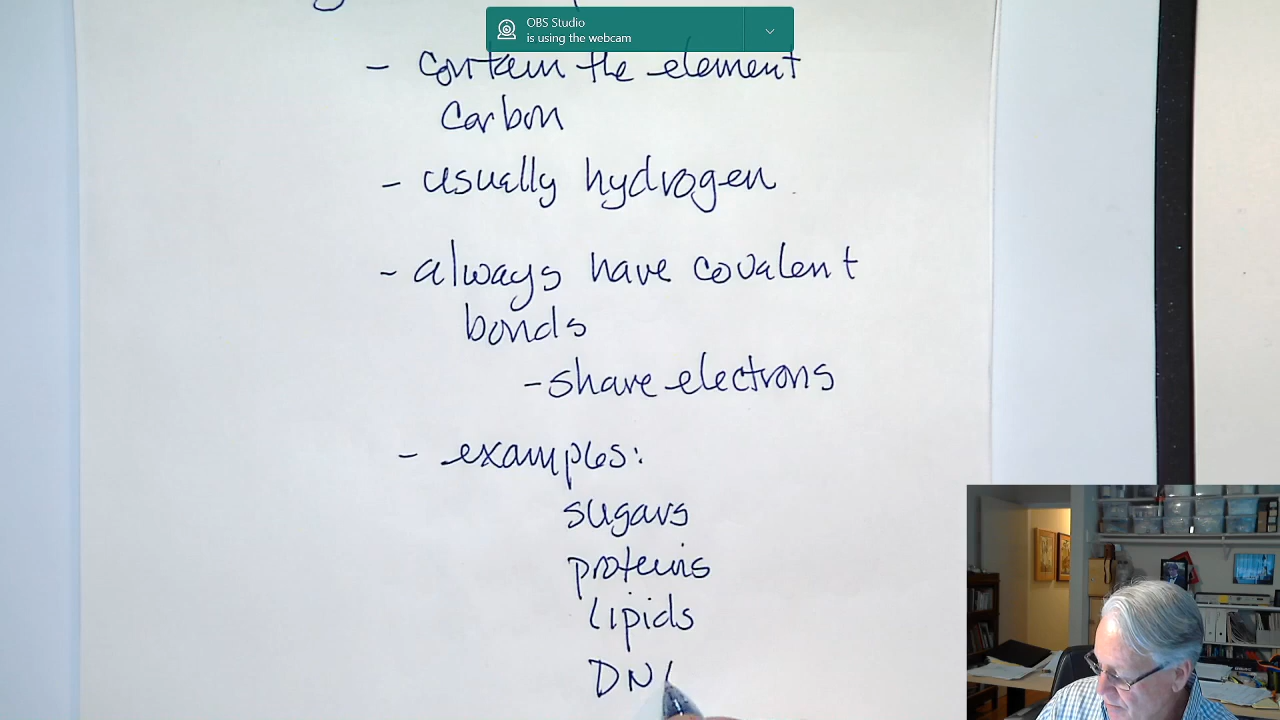 OBS Studio
is using the webcam
- contain the element
carbon
- usually hydrogen
- always have covalent
bonds
- share electrons
- examples:
sugars
proteins
lipids
DN